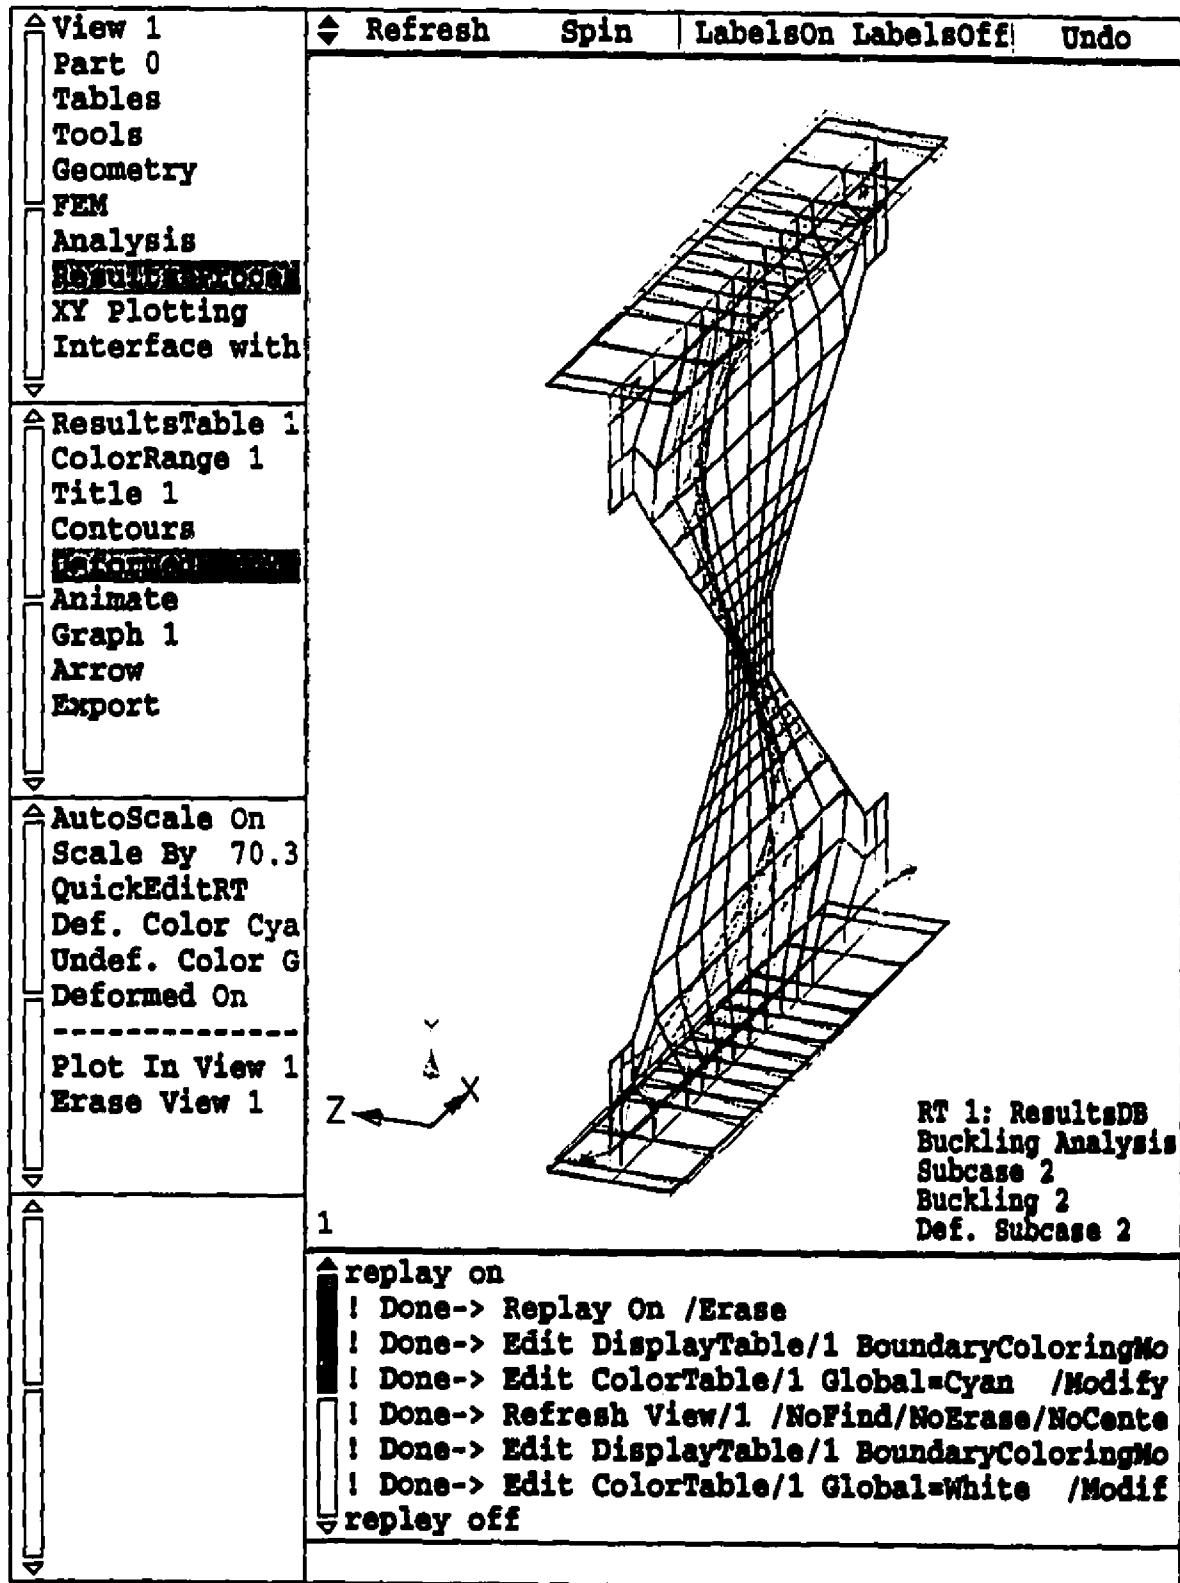 View 1
Part 0
Tables
Tools
Geometry
FEM
Analysis
XY Plotting
Interface with
ResultsTable 1
ColorRange 1
Title 1
Contours
Deformed
Animate
Graph 1
Arrow
Export
AutoScale On
Scale By 70.3
QuickEditRT
Def. Color Cya
Undef. Color G
Deformed On
--------------
Plot In View 1
Erase View 1
Refresh Spin LabelsOn LabelsOff Undo
Y
X
Z
RT 1: ResultsDB
Buckling Analysis
Subcase 2
Buckling 2
Def. Subcase 2
1
replay on
! Done-> Replay On /Erase
! Done-> Edit DisplayTable/1 BoundaryColoringMo
! Done-> Edit ColorTable/1 Global=Cyan /Modify
! Done-> Refresh View/1 /NoFind/NoErase/NoCente
! Done-> Edit DisplayTable/1 BoundaryColoringMo
! Done-> Edit ColorTable/1 Global=White /Modif
repley off